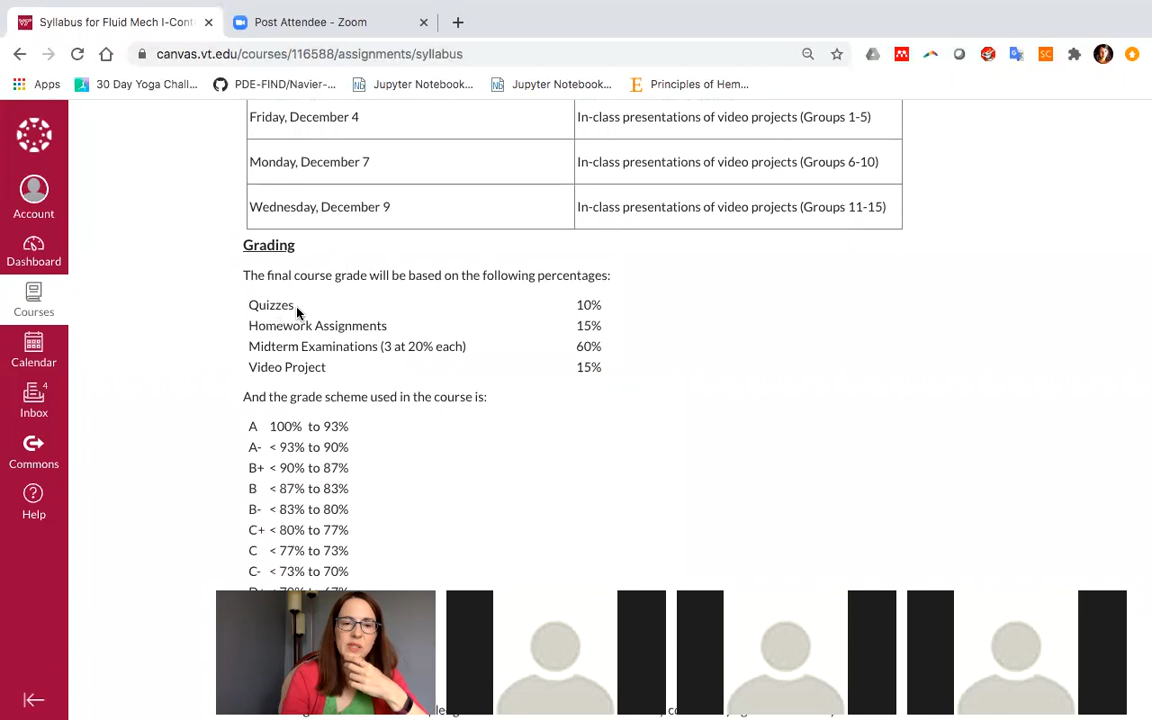 Syllabus for Fluid Mech I-Cont
Post Attendee - Zoom
canvas.vt.edu/courses/116588/assignments/syllabus
Apps 30 Day Yoga Chall... PDE-FIND/Navier-... Jupyter Notebook... Jupyter Notebook... Principles of Hem...
Friday, December 4 In-class presentations of video projects (Groups 1-5)
Monday, December 7 In-class presentations of video projects (Groups 6-10)
Wednesday, December 9 In-class presentations of video projects (Groups 11-15)
Account
Dashboard
Courses
Calendar
4
Inbox
Commons
Help
Grading
The final course grade will be based on the following percentages:
Quizzes 10%
Homework Assignments 15%
Midterm Examinations (3 at 20% each) 60%
Video Project 15%
And the grade scheme used in the course is:
A 100% to 93%
A- < 93% to 90%
B+ < 90% to 87%
B < 87% to 83%
B- < 83% to 80%
C+ < 80% to 77%
C < 77% to 73%
C- < 73% to 70%
D+ < 70% to 67%